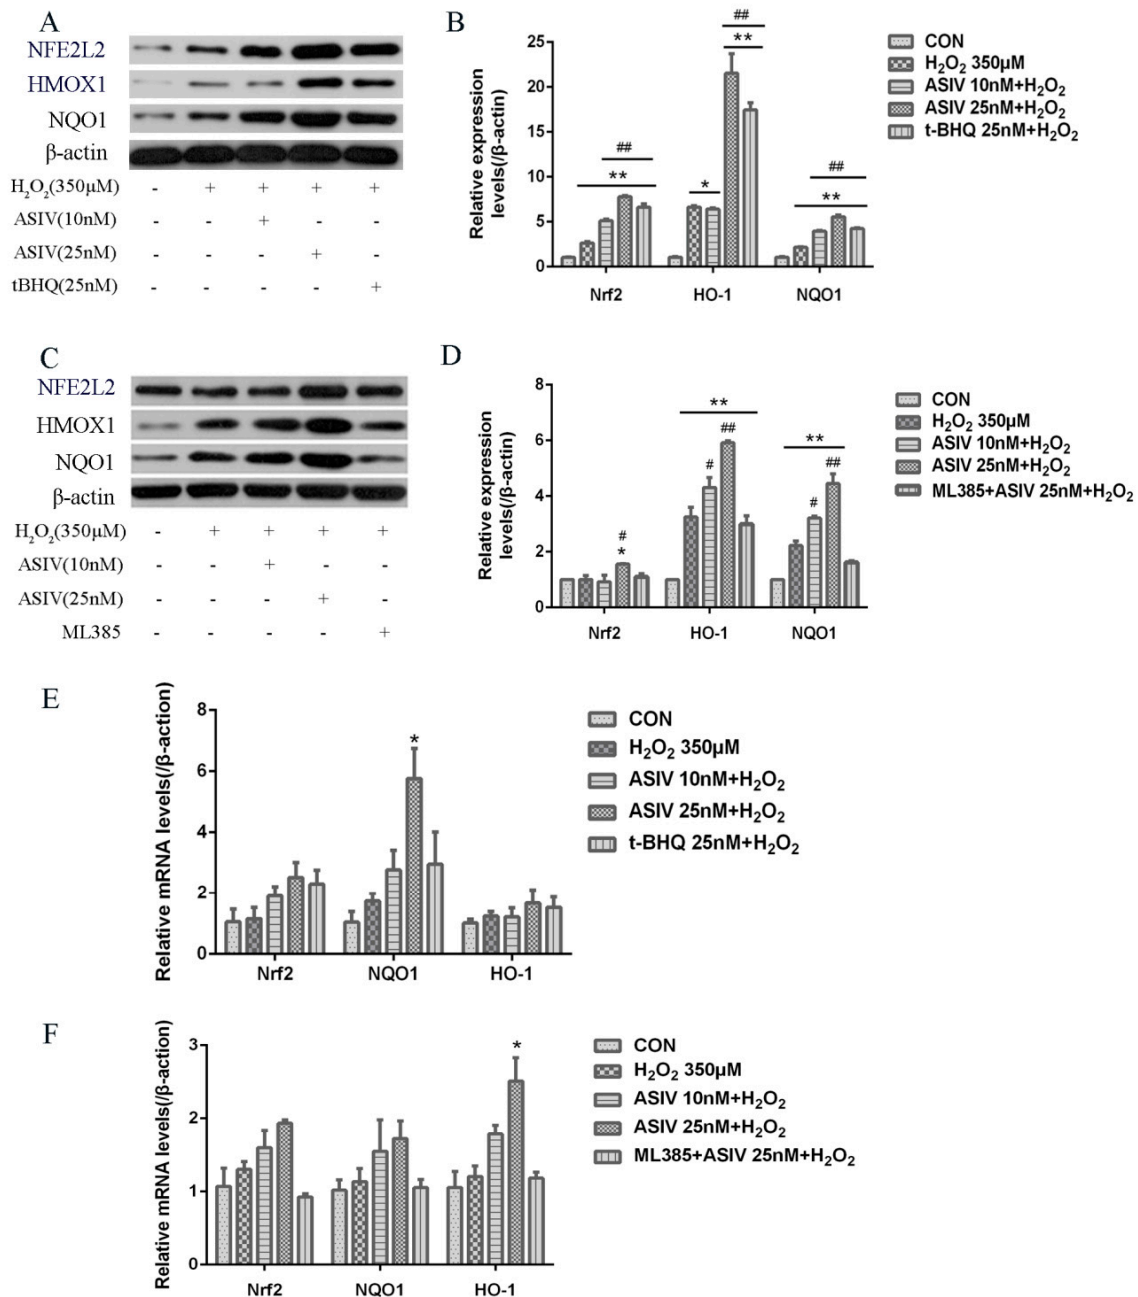 A
NFE2L2
HMOX1
NQO1
β-actin
H₂O₂(350μM) - + + + +
ASIV(10nM) - - + - -
ASIV(25nM) - - - + -
tBHQ(25nM) - - - - +
B
Relative expression
levels(/β-actin)
25
20
15
10
5
0
##
**
##
*
##
**
##
**
Nrf2 HO-1 NQO1
CON
H₂O₂ 350μM
ASIV 10nM+H₂O₂
ASIV 25nM+H₂O₂
t-BHQ 25nM+H₂O₂
C
NFE2L2
HMOX1
NQO1
β-actin
H₂O₂(350μM) - + + + +
ASIV(10nM) - - + - -
ASIV(25nM) - - - + -
ML385 - - - - +
D
Relative expression
levels(/β-actin)
8
6
4
2
0
#
*
**
#
##
**
#
##
Nrf2 HO-1 NQO1
CON
H₂O₂ 350μM
ASIV 10nM+H₂O₂
ASIV 25nM+H₂O₂
ML385+ASIV 25nM+H₂O₂
E
Relative mRNA levels(/β-action)
8
6
4
2
0
*
Nrf2 NQO1 HO-1
CON
H₂O₂ 350μM
ASIV 10nM+H₂O₂
ASIV 25nM+H₂O₂
t-BHQ 25nM+H₂O₂
F
Relative mRNA levels(/β-action)
3
2
1
0
*
Nrf2 NQO1 HO-1
CON
H₂O₂ 350μM
ASIV 10nM+H₂O₂
ASIV 25nM+H₂O₂
ML385+ASIV 25nM+H₂O₂